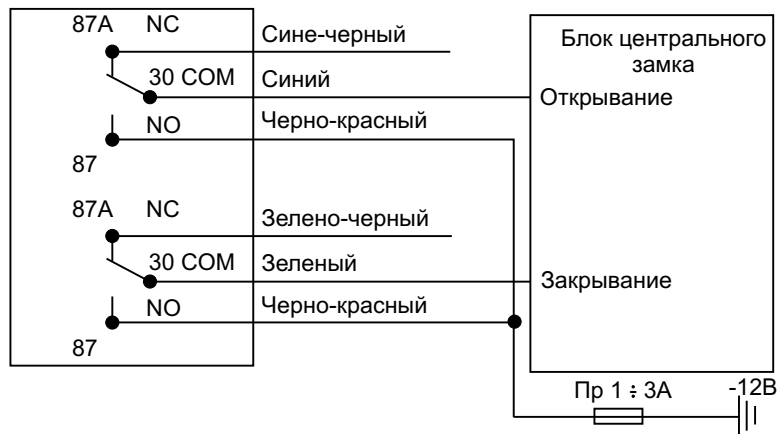 87A NC
Сине-черный
30 COM
Синий
NO
Черно-красный
87
87A NC
Зелено-черный
30 COM
Зеленый
NO
Черно-красный
87
Блок центрального
замка
Открывание
Закрывание
Пр 1 ÷ 3А
-12В